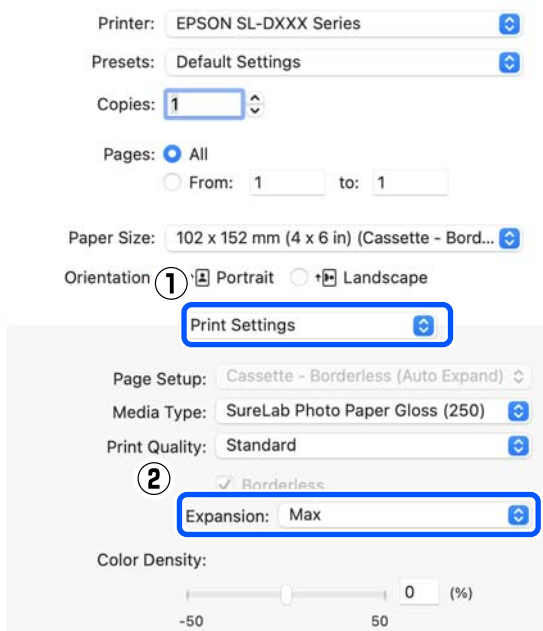 Printer: EPSON SL-DXXX Series
Presets: Default Settings
Copies: 1
Pages: All
From: 1 to: 1
Paper Size: 102 x 152 mm (4 x 6 in) (Cassette - Bord...
Orientation Portrait Landscape
1
Print Settings
Page Setup: Cassette - Borderless (Auto Expand)
Media Type: SureLab Photo Paper Gloss (250)
Print Quality: Standard
2
Borderless
Expansion: Max
Color Density:
0 (%)
-50 50